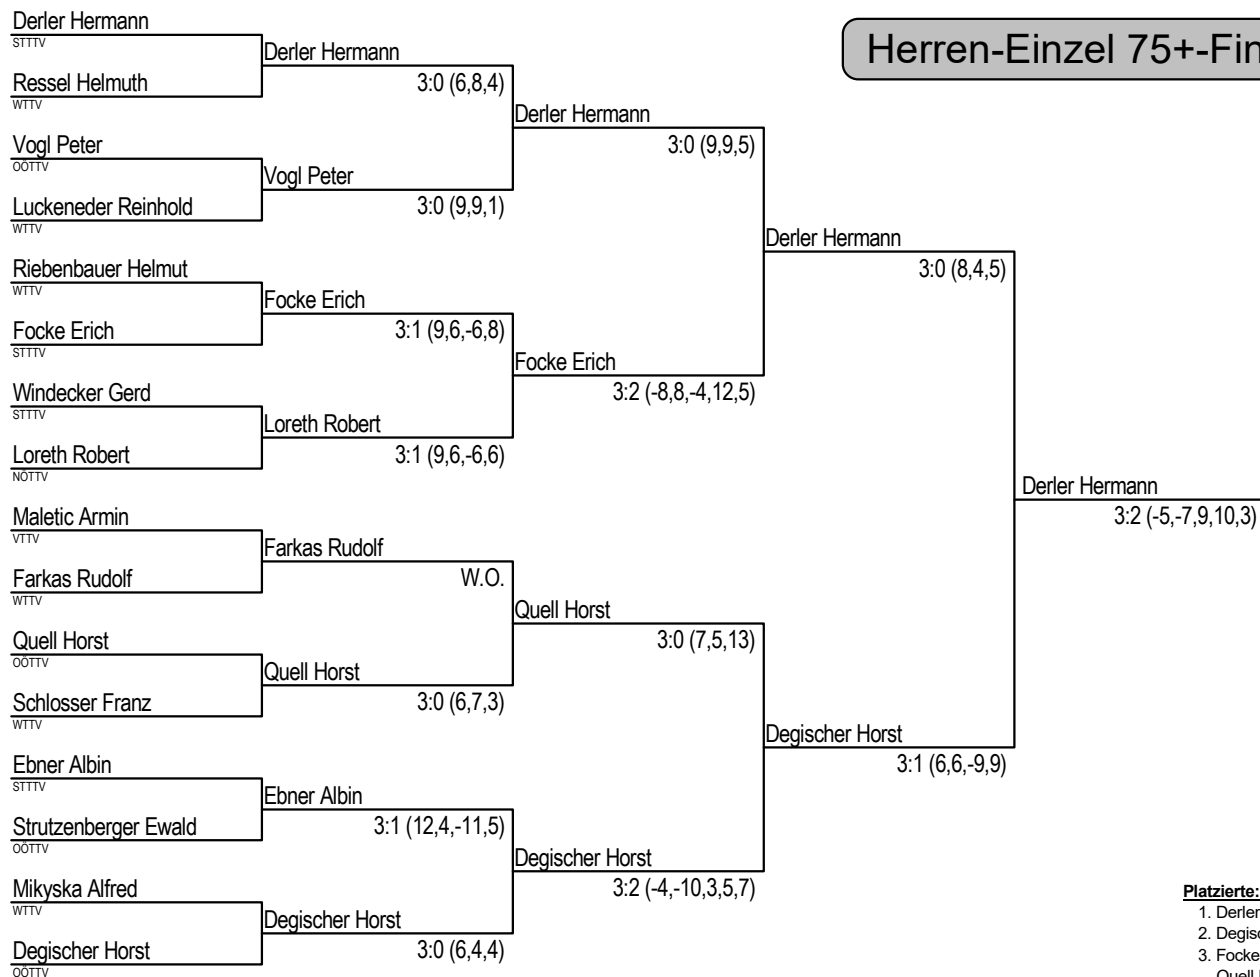 Herren-Einzel 75+-Fin
Derler Hermann
STTTV
Ressel Helmuth
WTTV
Vogl Peter
OÖTTV
Luckeneder Reinhold
WTTV
Riebenbauer Helmut
WTTV
Focke Erich
STTTV
Windecker Gerd
STTTV
Loreth Robert
NÖTTV
Maletic Armin
VTTV
Farkas Rudolf
WTTV
Quell Horst
OÖTTV
Schlosser Franz
WTTV
Ebner Albin
STTTV
Strutzenberger Ewald
OÖTTV
Mikyska Alfred
WTTV
Degischer Horst
OÖTTV
Derler Hermann
3:0 (6,8,4)
Vogl Peter
3:0 (9,9,1)
Focke Erich
3:1 (9,6,-6,8)
Loreth Robert
3:1 (9,6,-6,6)
Farkas Rudolf
W.O.
Quell Horst
3:0 (6,7,3)
Ebner Albin
3:1 (12,4,-11,5)
Degischer Horst
3:0 (6,4,4)
Derler Hermann
3:0 (9,9,5)
Focke Erich
3:2 (-8,8,-4,12,5)
Quell Horst
3:0 (7,5,13)
Degischer Horst
3:2 (-4,-10,3,5,7)
Derler Hermann
3:0 (8,4,5)
Degischer Horst
3:1 (6,6,-9,9)
Derler Hermann
3:2 (-5,-7,9,10,3)
Platzierte:
1. Derler
2. Degisc
3. Focke
Quell